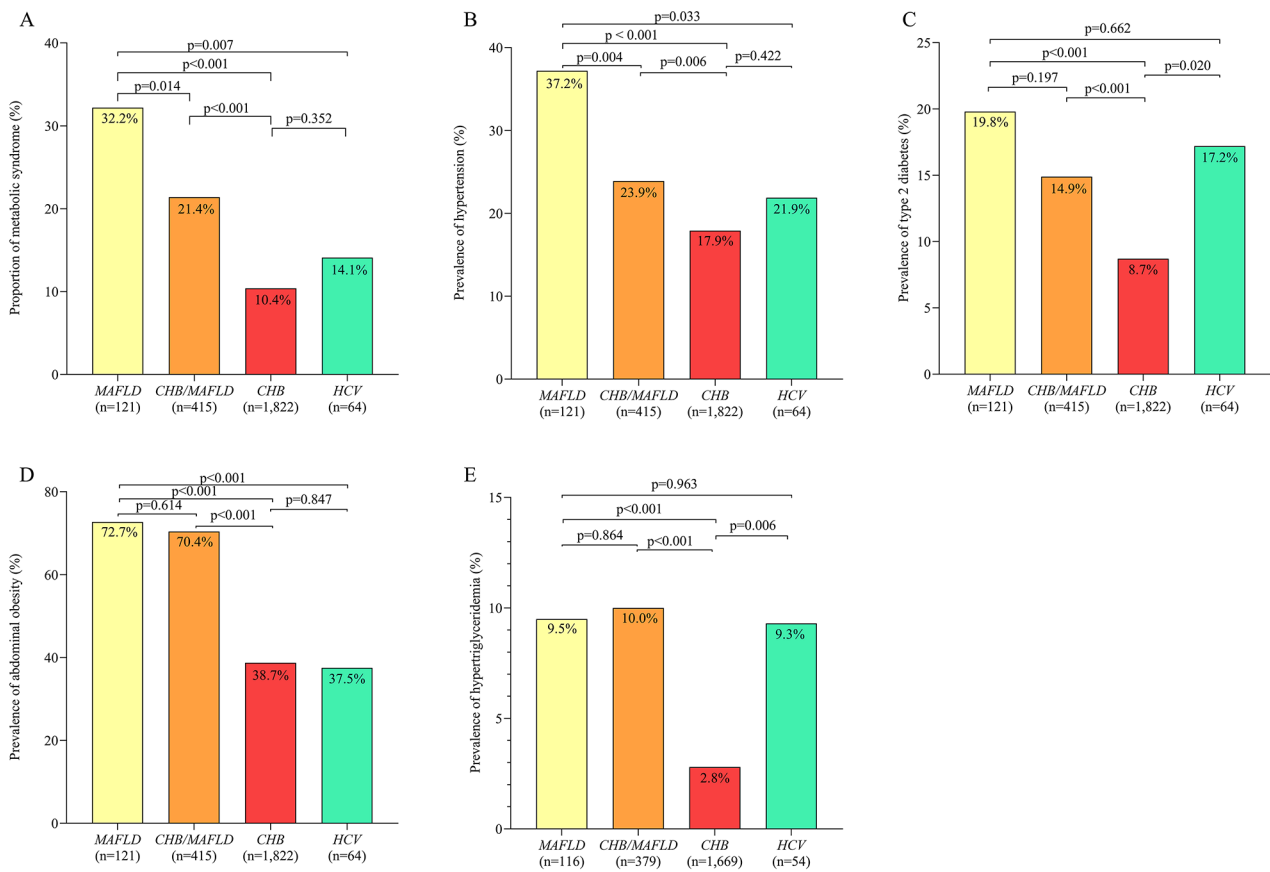 A
Proportion of metabolic syndrome (%)
40
30
20
10
0
p=0.007
p<0.001
p=0.014
p<0.001
p=0.352
32.2%
21.4%
10.4%
14.1%
MAFLD
(n=121)
CHB/MAFLD
(n=415)
CHB
(n=1,822)
HCV
(n=64)
B
Prevalence of hypertension (%)
40
30
20
10
0
p=0.033
p < 0.001
p=0.004
p=0.006
p=0.422
37.2%
23.9%
17.9%
21.9%
MAFLD
(n=121)
CHB/MAFLD
(n=415)
CHB
(n=1,822)
HCV
(n=64)
C
Prevalence of type 2 diabetes (%)
25
20
15
10
5
0
p=0.662
p<0.001
p=0.020
p=0.197
p<0.001
19.8%
14.9%
8.7%
17.2%
MAFLD
(n=121)
CHB/MAFLD
(n=415)
CHB
(n=1,822)
HCV
(n=64)
D
Prevalence of abdominal obesity (%)
80
60
40
20
0
p<0.001
p<0.001
p=0.847
p=0.614
p<0.001
72.7%
70.4%
38.7%
37.5%
MAFLD
(n=121)
CHB/MAFLD
(n=415)
CHB
(n=1,822)
HCV
(n=64)
E
Prevalence of hypertriglyceridemia (%)
15
10
5
0
p=0.963
p<0.001
p=0.006
p=0.864
p<0.001
9.5%
10.0%
2.8%
9.3%
MAFLD
(n=116)
CHB/MAFLD
(n=379)
CHB
(n=1,669)
HCV
(n=54)